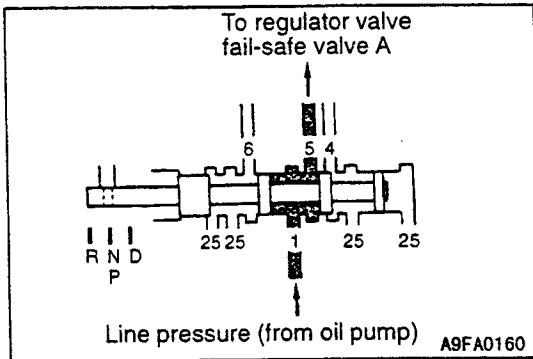 To regulator valve
fail-safe valve A
6 5 4
25 25 1 25 25
R N D
P
Line pressure (from oil pump)
A9FA0160